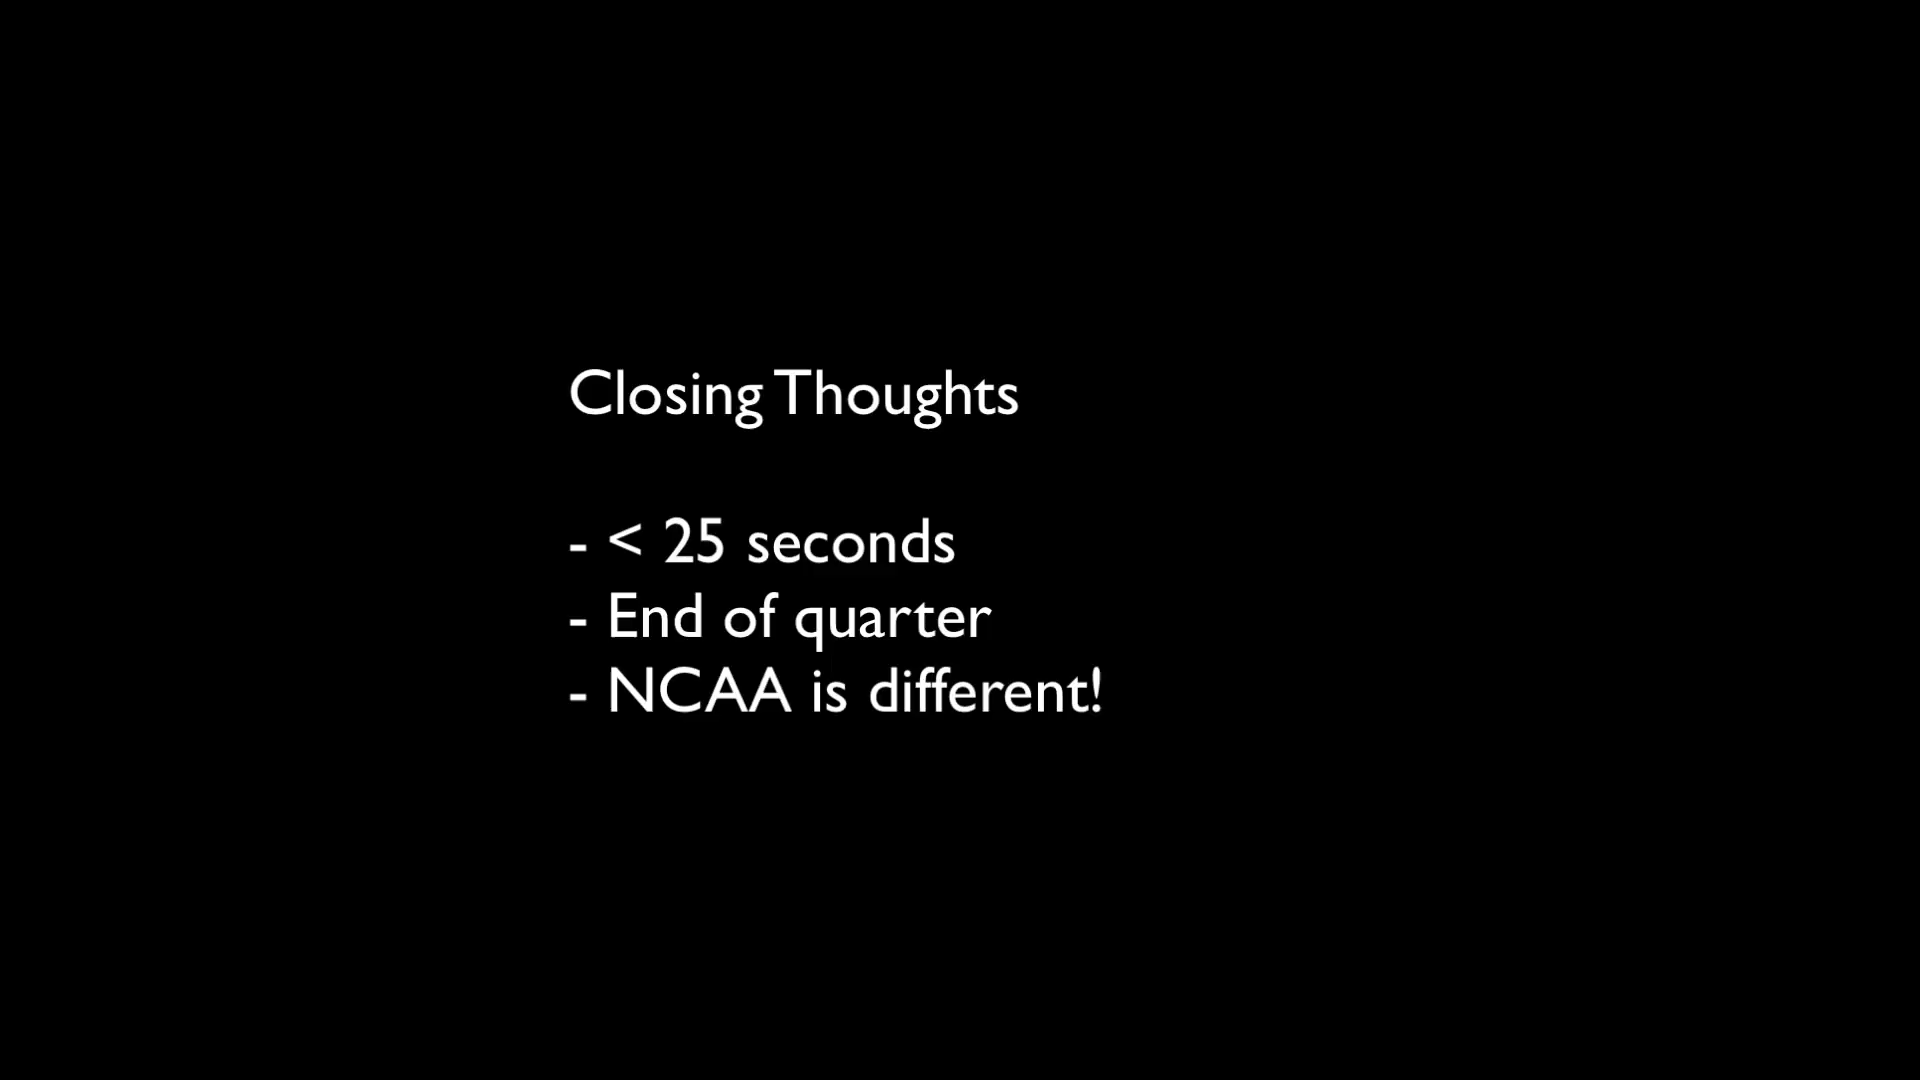 Closing Thoughts
- < 25 seconds
- End of quarter
- NCAA is different!